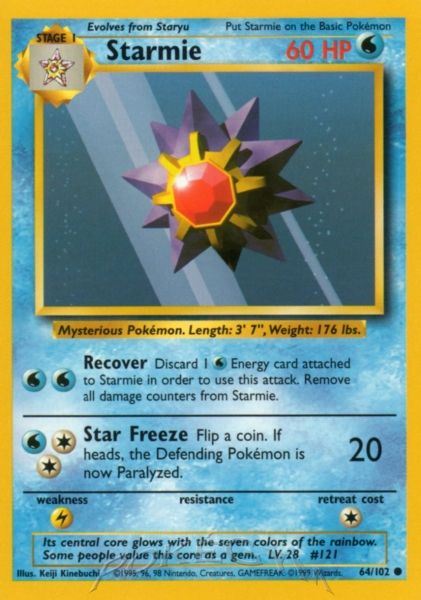 Evolves from Staryu Put Starmie on the Basic Pokémon
STAGE 1 Starmie 60 HP
Mysterious Pokémon. Length: 3' 7", Weight: 176 lbs.
Recover Discard 1 Energy card attached
to Starmie in order to use this attack. Remove
all damage counters from Starmie.
Star Freeze Flip a coin. If
heads, the Defending Pokémon is 20
now Paralyzed.
weakness resistance retreat cost
Its central core glows with the seven colors of the rainbow.
Some people value this core as a gem. LV. 28 #121
Illus. Keiji Kinebuchi ©1995, 96, 98 Nintendo, Creatures, GAMEFREAK. ©1999 Wizards. 64/102